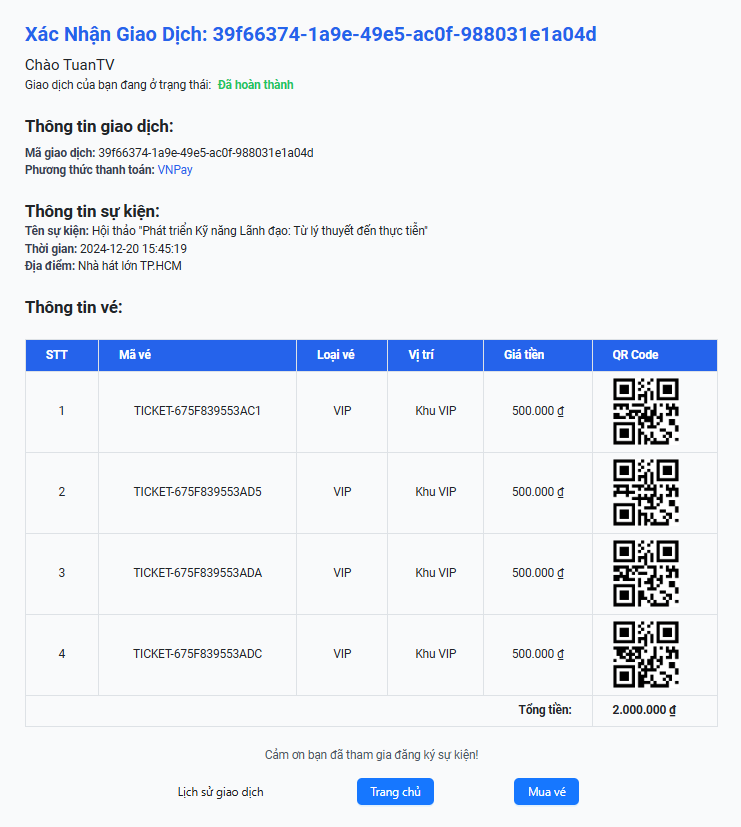 Xác Nhận Giao Dịch: 39f66374-1a9e-49e5-ac0f-988031e1a04d
Chào TuanTV
Giao dịch của bạn đang ở trạng thái: Đã hoàn thành
Thông tin giao dịch:
Mã giao dịch: 39f66374-1a9e-49e5-ac0f-988031e1a04d
Phương thức thanh toán: VNPay
Thông tin sự kiện:
Tên sự kiện: Hội thảo "Phát triển Kỹ năng Lãnh đạo: Từ lý thuyết đến thực tiễn"
Thời gian: 2024-12-20 15:45:19
Địa điểm: Nhà hát lớn TP.HCM
Thông tin vé:
STT Mã vé Loại vé Vị trí Giá tiền QR Code
1 TICKET-675F839553AC1 VIP Khu VIP 500.000 ₫
2 TICKET-675F839553AD5 VIP Khu VIP 500.000 ₫
3 TICKET-675F839553ADA VIP Khu VIP 500.000 ₫
4 TICKET-675F839553ADC VIP Khu VIP 500.000 ₫
Tổng tiền: 2.000.000 ₫
Cảm ơn bạn đã tham gia đăng ký sự kiện!
Lịch sử giao dịch Trang chủ Mua vé